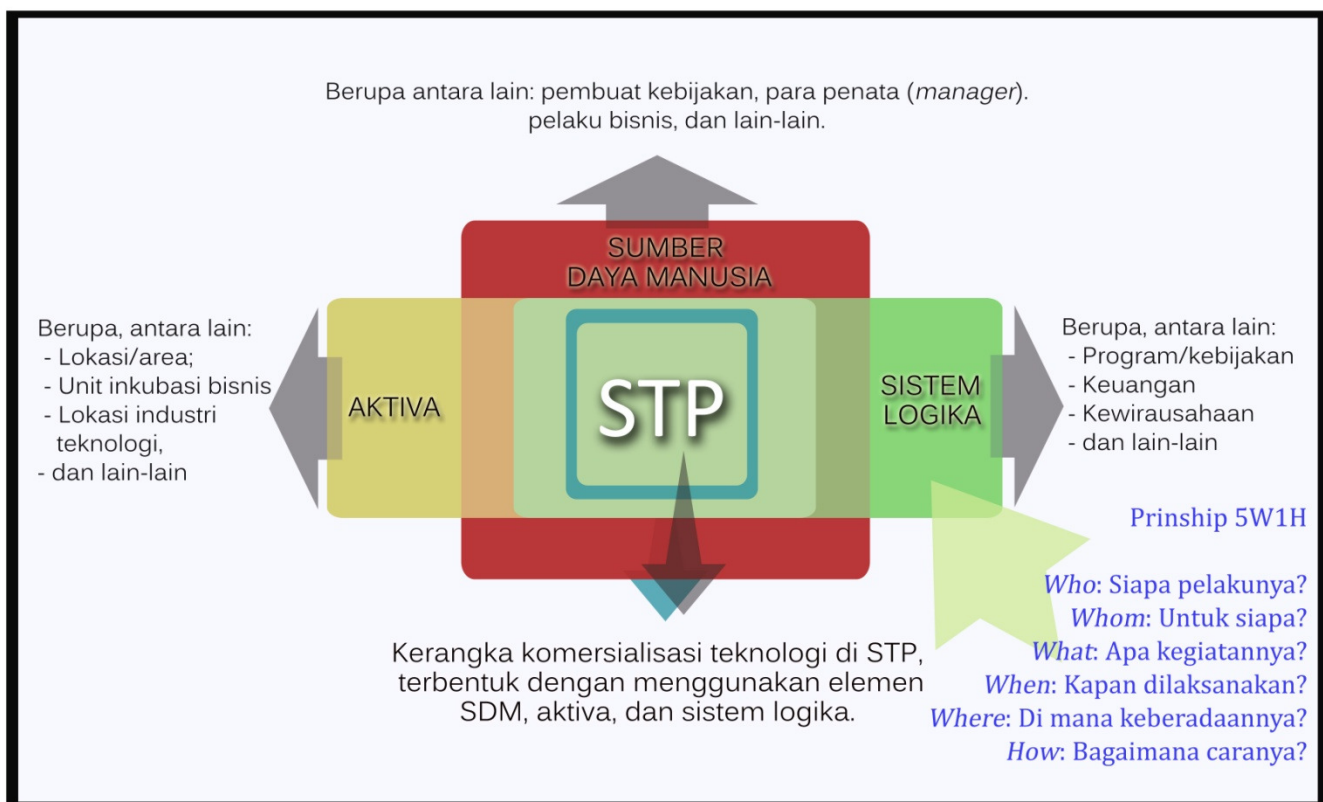 Berupa antara lain: pembuat kebijakan, para penata (manager).
pelaku bisnis, dan lain-lain.
SUMBER
DAYA MANUSIA
Berupa, antara lain:
- Lokasi/area;
- Unit inkubasi bisnis
- Lokasi industri
teknologi,
- dan lain-lain
AKTIVA
STP
SISTEM
LOGIKA
Berupa, antara lain:
- Program/kebijakan
- Keuangan
- Kewirausahaan
- dan lain-lain
Kerangka komersialisasi teknologi di STP,
terbentuk dengan menggunakan elemen
SDM, aktiva, dan sistem logika.
Prinship 5W1H
Who: Siapa pelakunya?
Whom: Untuk siapa?
What: Apa kegiatannya?
When: Kapan dilaksanakan?
Where: Di mana keberadaannya?
How: Bagaimana caranya?